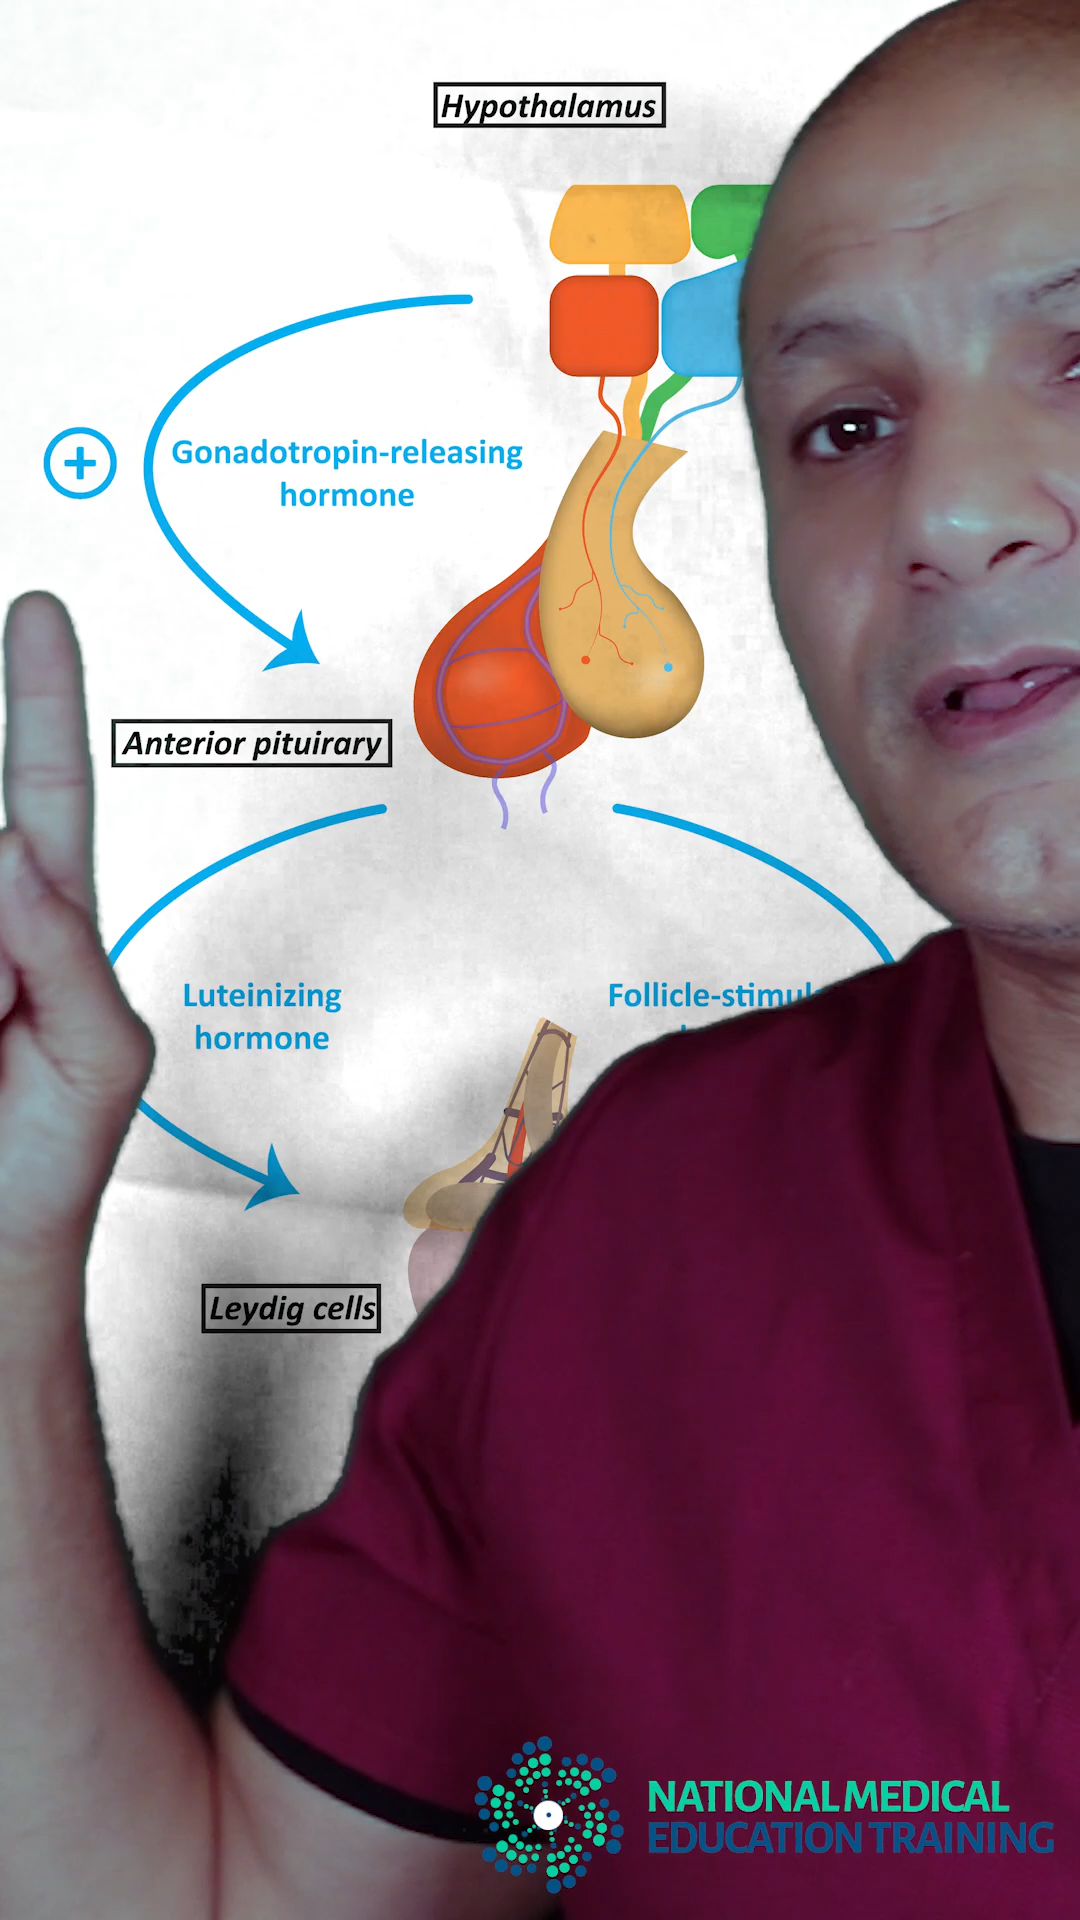 Hypothalamus
Gonadotropin-releasing
hormone
Anterior pituirary
Luteinizing
hormone
NATIONAL MEDICAL
EDUCATION TRAINING
Leydig cells